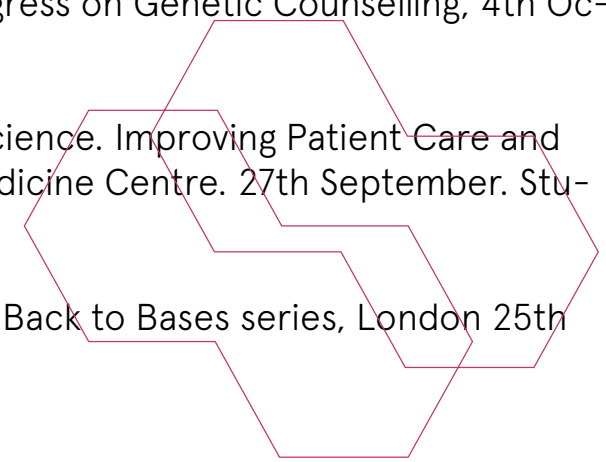 gress on Genetic Counselling, 4th Oc-
cience. Improving Patient Care and
dicine Centre. 27th September. Stu-
Back to Bases series, London 25th